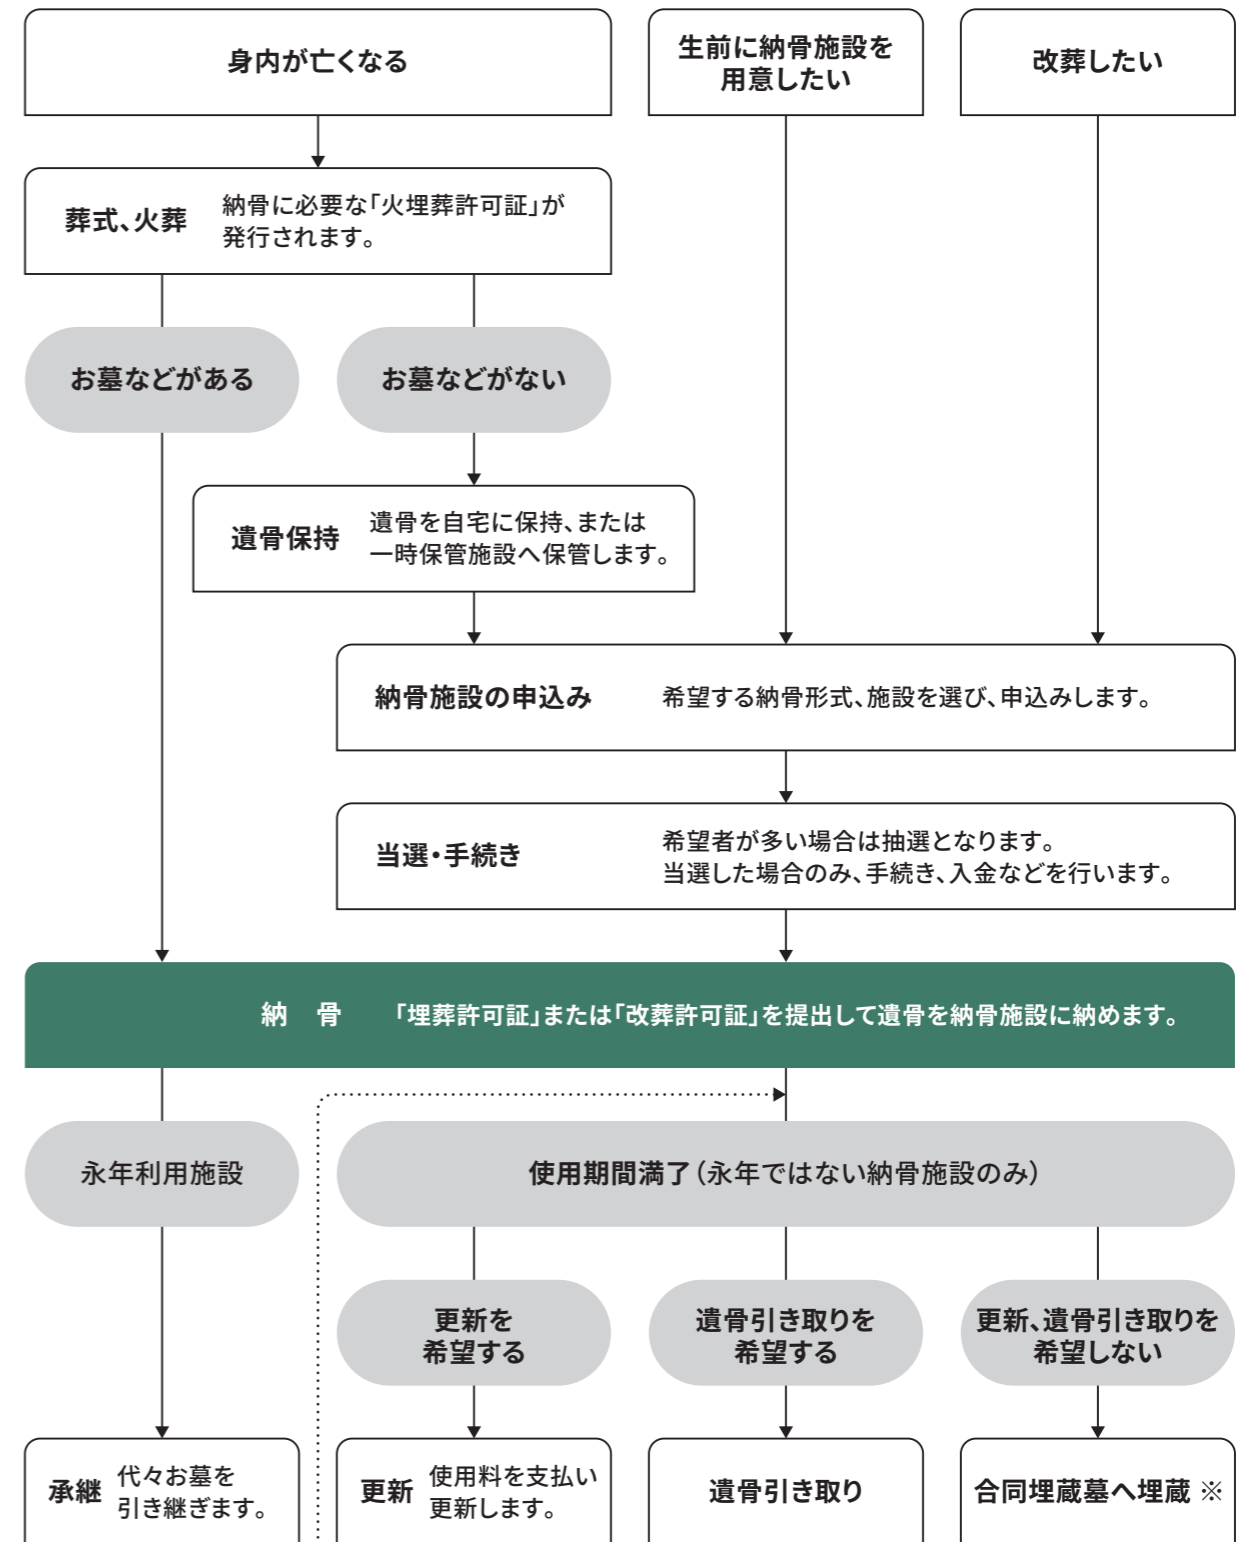 身内が亡くなる
生前に納骨施設を
用意したい
改葬したい
葬式、火葬
納骨に必要な「火埋葬許可証」が
発行されます。
お墓などがある
お墓などがない
遺骨保持
遺骨を自宅に保持、または
一時保管施設へ保管します。
納骨施設の申込み
希望する納骨形式、施設を選び、申込みします。
当選・手続き
希望者が多い場合は抽選となります。
当選した場合のみ、手続き、入金などを行います。
納　骨　「埋葬許可証」または「改葬許可証」を提出して遺骨を納骨施設に納めます。
永年利用施設
使用期間満了（永年ではない納骨施設のみ）
更新を
希望する
遺骨引き取りを
希望する
更新、遺骨引き取りを
希望しない
承継
代々お墓を
引き継ぎます。
更新
使用料を支払い
更新します。
遺骨引き取り
合同埋蔵墓へ埋蔵 ※